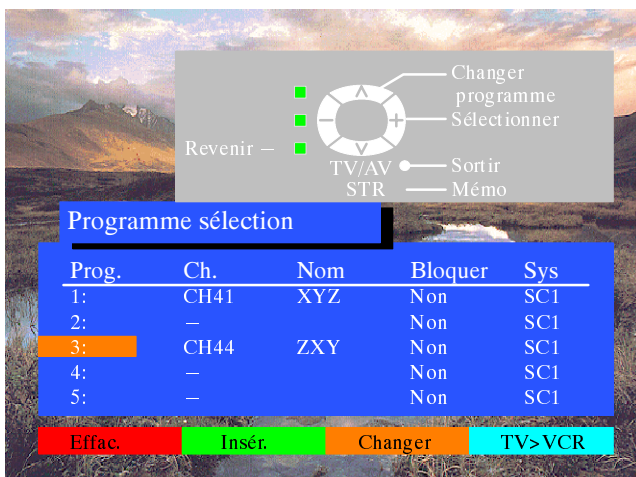 Changer
programme
Sélectionner
Revenir –
TV/AV
Sortir
STR
Mémo
Programme sélection
Prog. Ch. Nom Bloquer Sys
1: CH41 XYZ Non SC1
2: – Non SC1
3: CH44 ZXY Non SC1
4: – Non SC1
5: – Non SC1
Effac. Insér. Changer TV>VCR